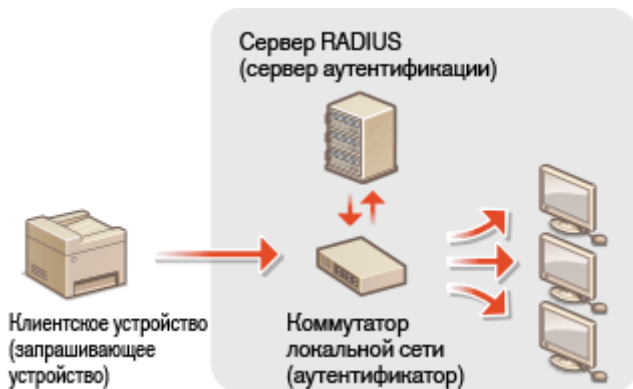 Сервер RADIUS
(сервер аутентификации)
Клиентское устройство
(запрашивающее
устройство)
Коммутатор
локальной сети
(аутентификатор)